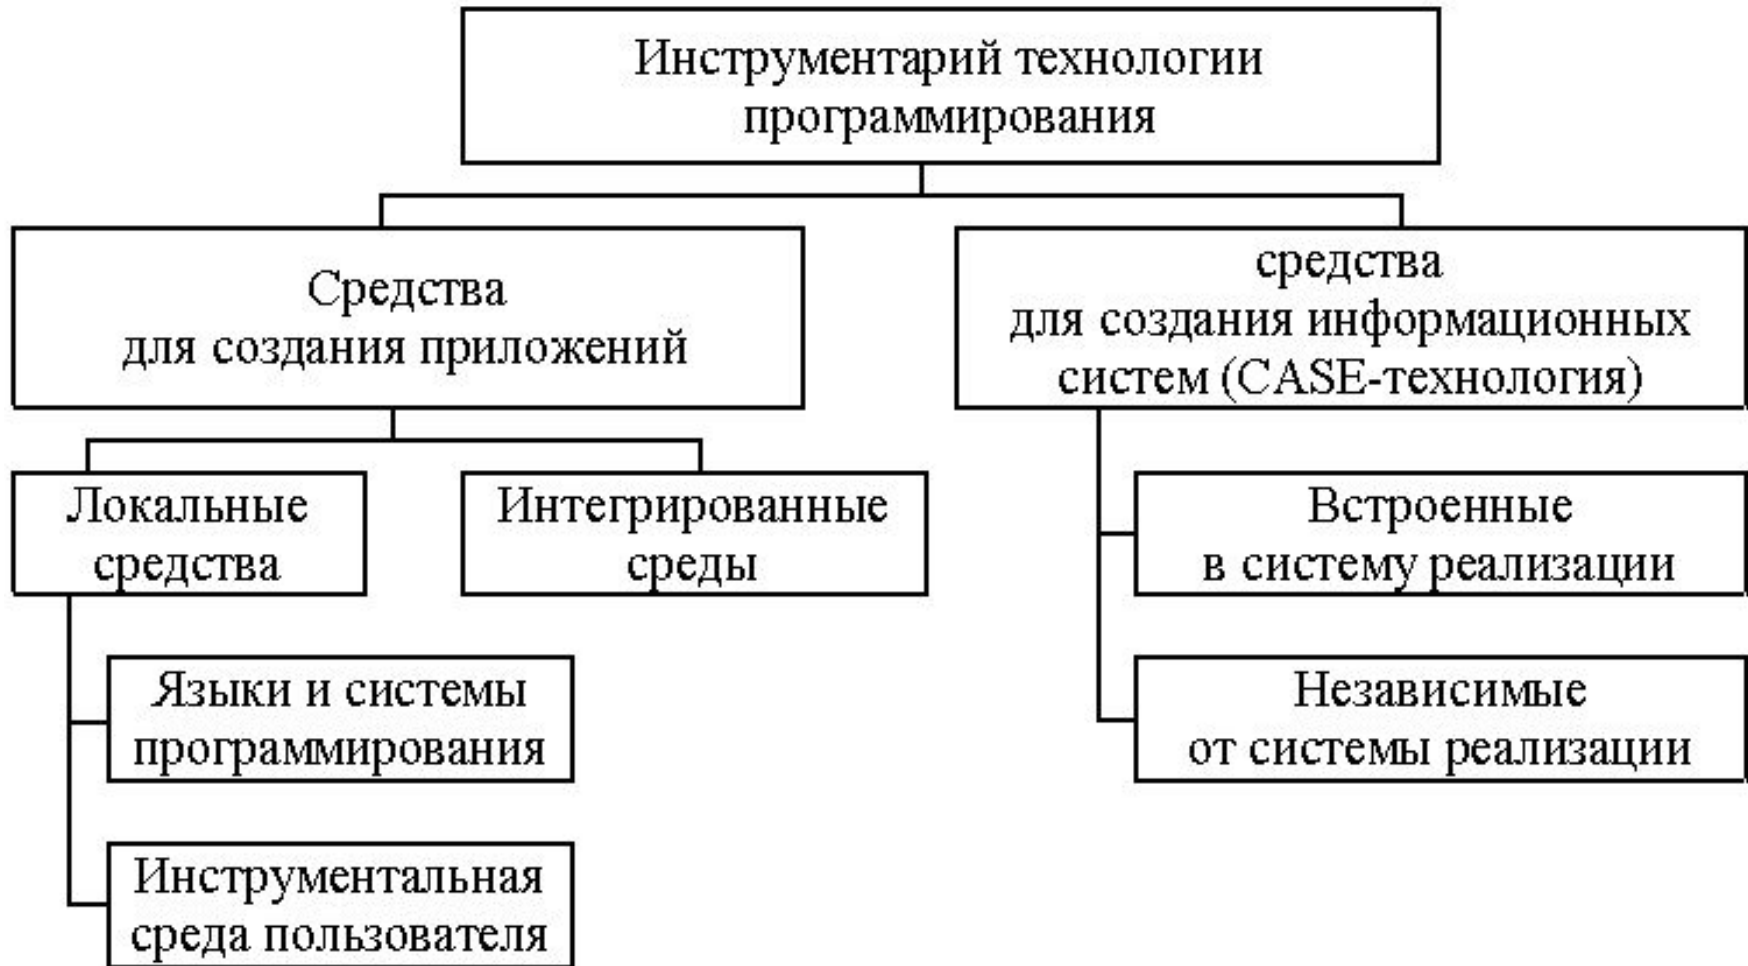 Инструментарий технологии
программирования
Средства
для создания приложений
средства
для создания информационных
систем (CASE-технология)
Локальные
средства
Интегрированные
среды
Встроенные
в систему реализации
Языки и системы
программирования
Независимые
от системы реализации
Инструментальная
среда пользователя